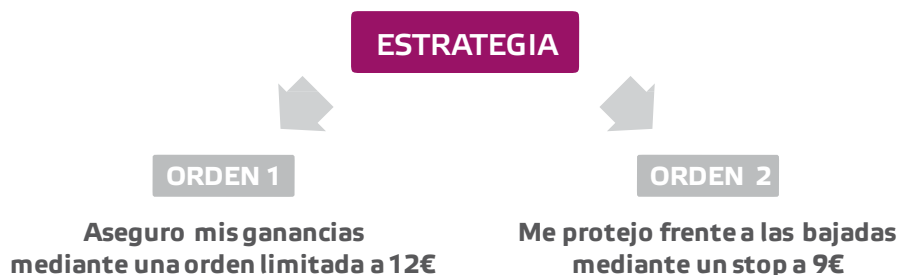 ESTRATEGIA
ORDEN 1
Aseguro mis ganancias
mediante una orden limitada a 12€
ORDEN 2
Me protejo frente a las bajadas
mediante un stop a 9€